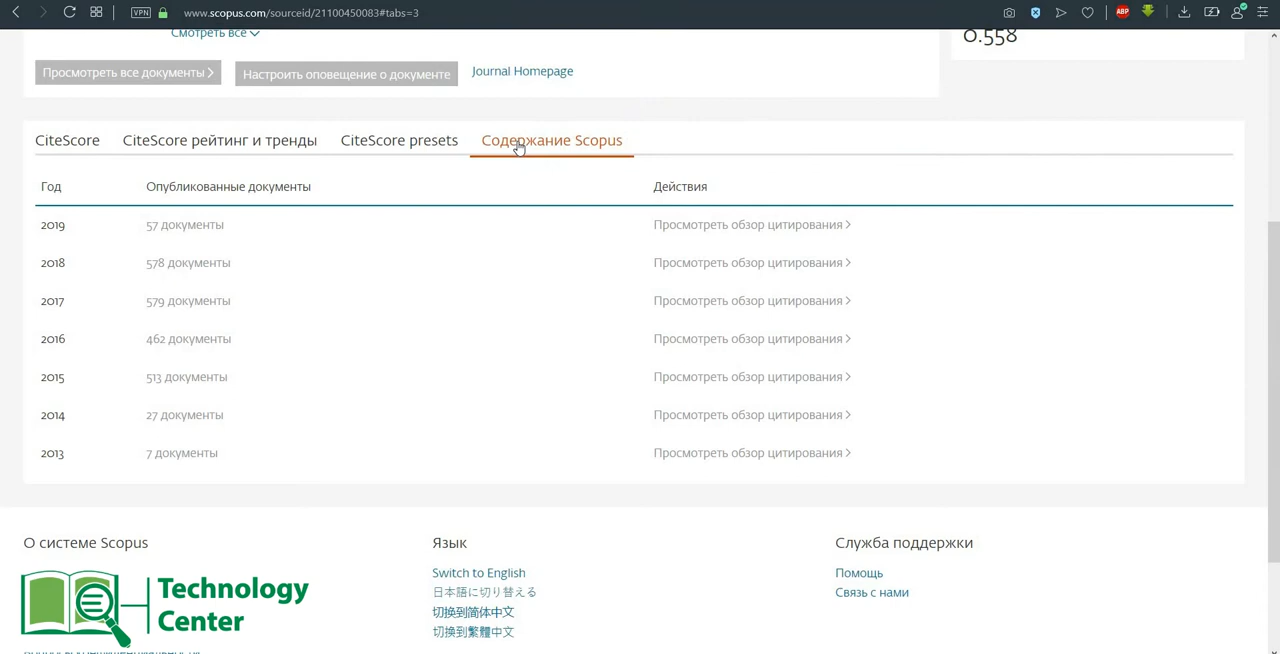 VPN www.scopus.com/sourceid/21100450083#tabs=3 ABP
Смотреть все
0.558
Просмотреть все документы Настроить оповещение о документе Journal Homepage
CiteScore CiteScore рейтинг и тренды CiteScore presets Содержание Scopus
Год Опубликованные документы Действия
2019 57 документы Просмотреть обзор цитирования
2018 578 документы Просмотреть обзор цитирования
2017 579 документы Просмотреть обзор цитирования
2016 462 документы Просмотреть обзор цитирования
2015 513 документы Просмотреть обзор цитирования
2014 27 документы Просмотреть обзор цитирования
2013 7 документы Просмотреть обзор цитирования
О системе Scopus Язык Служба поддержки
Switch to English Помощь
日本語に切り替える Связь с нами
切换到简体中文
切換到繁體中文
Technology
Center